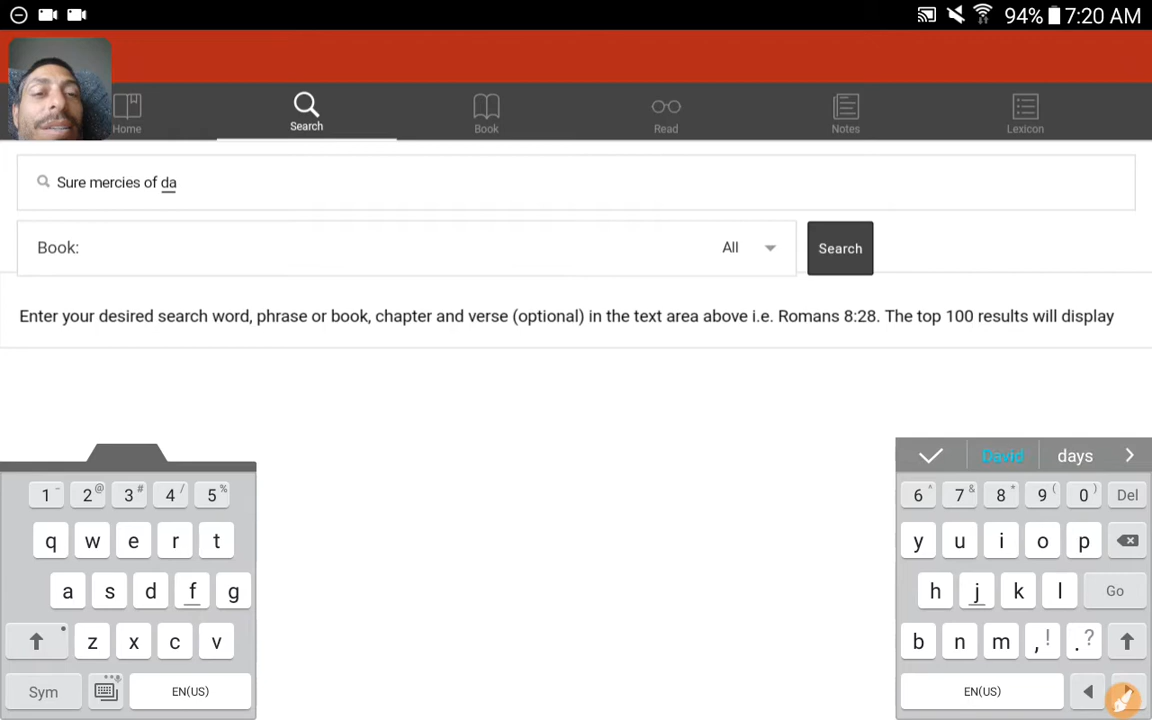 94% 7:20 AM
Home Search Book Read Notes Lexicon
Sure mercies of da
Book: All Search
Enter your desired search word, phrase or book, chapter and verse (optional) in the text area above i.e. Romans 8:28. The top 100 results will display
David days
1 - 2 @ 3 # 4 / 5 % 6 ^ 7 & 8 * 9 ( 0 ) Del
q w e r t y u i o p
a s d f g h j k l Go
z x c v b n m , ! . ?
Sym EN(US) EN(US)